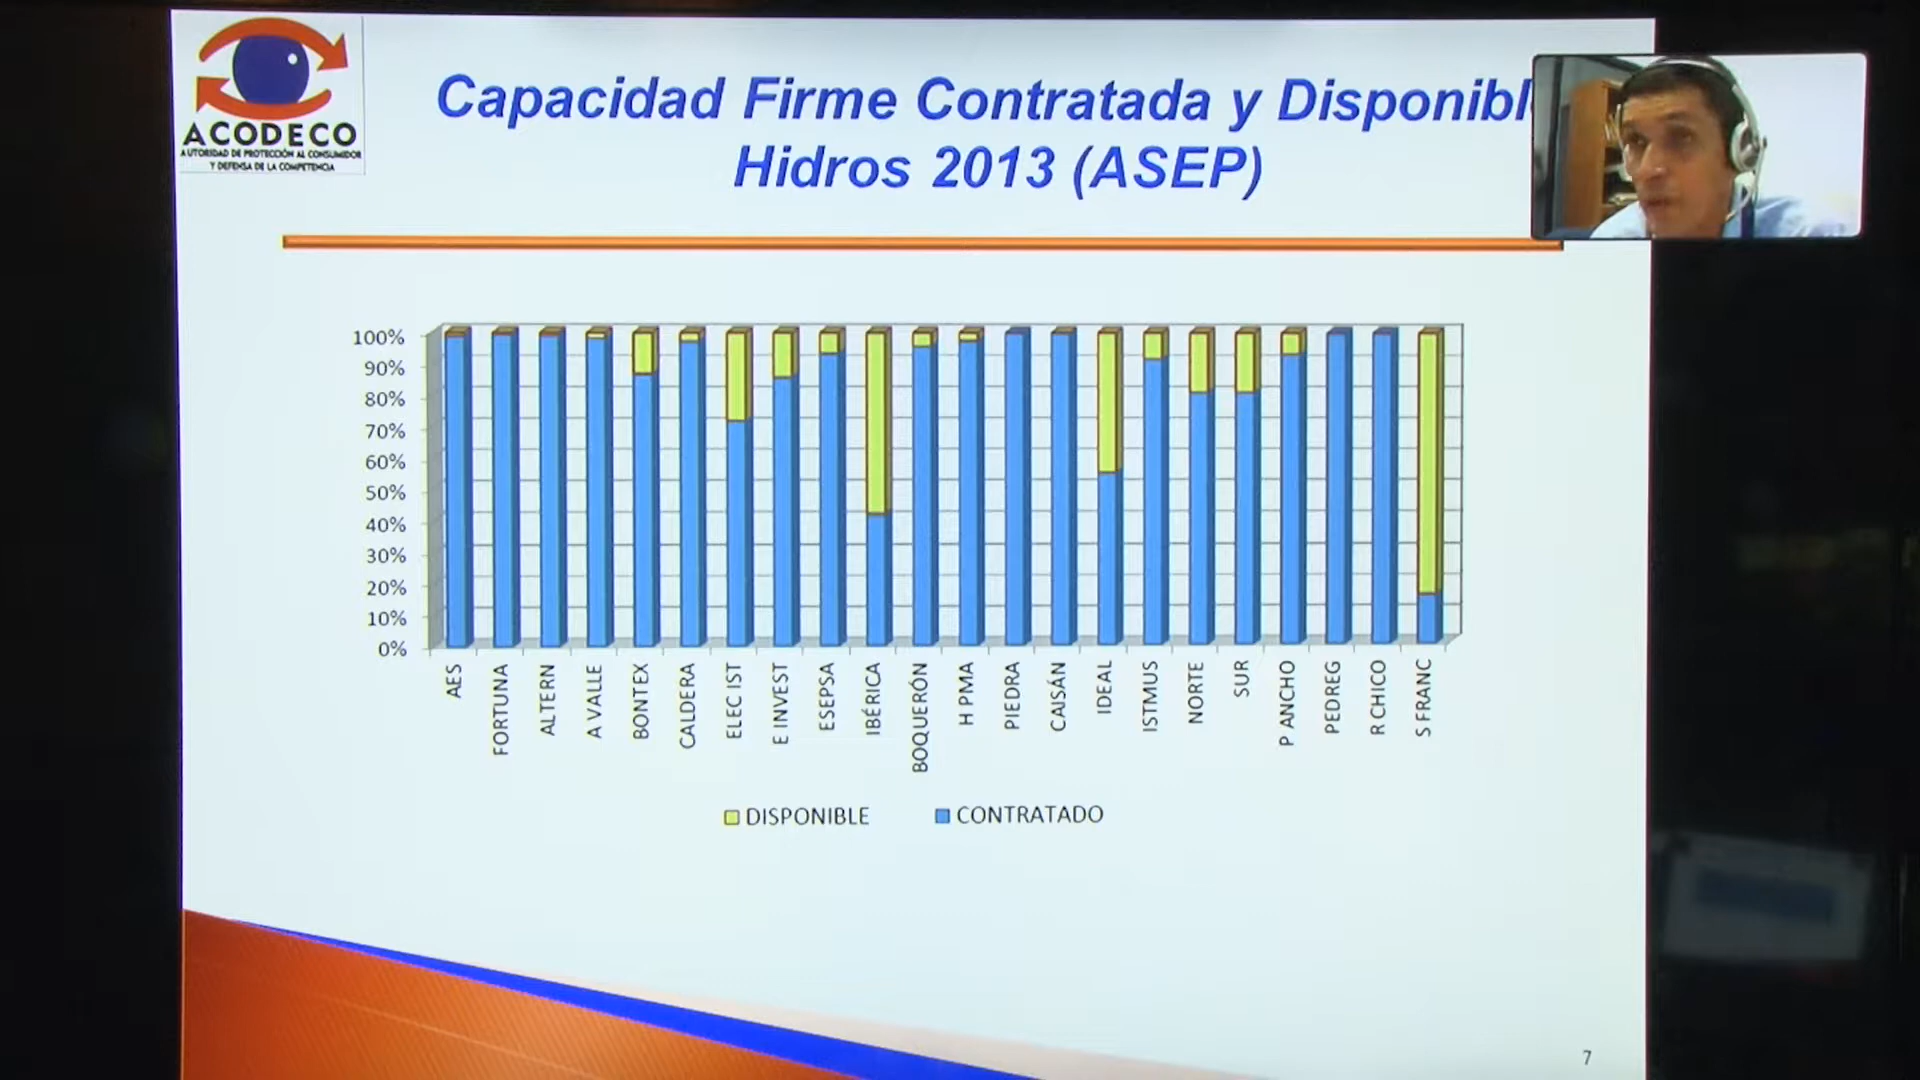 ACODECO
AUTORIDAD DE PROTECCIÓN AL CONSUMIDOR
Y DEFENSA DE LA COMPETENCIA
Capacidad Firme Contratada y Disponibl
Hidros 2013 (ASEP)
100%
90%
80%
70%
60%
50%
40%
30%
20%
10%
0%
AES
FORTUNA
ALTERN
A VALLE
BONTEX
CALDERA
ELEC IST
E INVEST
ESEPSA
IBÉRICA
BOQUERÓN
H PMA
PIEDRA
CAISÁN
IDEAL
ISTMUS
NORTE
SUR
P ANCHO
PEDREG
R CHICO
S FRANC
DISPONIBLE
CONTRATADO
7